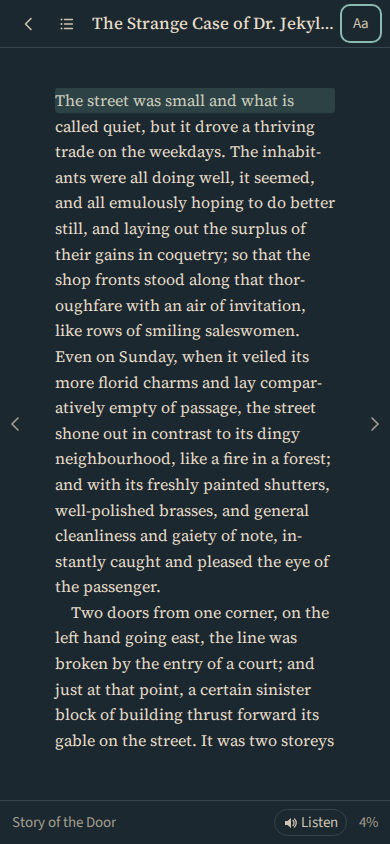 The Strange Case of Dr. Jekyl...
Aa
The street was small and what is
called quiet, but it drove a thriving
trade on the weekdays. The inhabit-
ants were all doing well, it seemed,
and all emulously hoping to do better
still, and laying out the surplus of
their gains in coquetry; so that the
shop fronts stood along that thor-
oughfare with an air of invitation,
like rows of smiling saleswomen.
Even on Sunday, when it veiled its
more florid charms and lay compar-
atively empty of passage, the street
shone out in contrast to its dingy
neighbourhood, like a fire in a forest;
and with its freshly painted shutters,
well-polished brasses, and general
cleanliness and gaiety of note, in-
stantly caught and pleased the eye of
the passenger.
Two doors from one corner, on the
left hand going east, the line was
broken by the entry of a court; and
just at that point, a certain sinister
block of building thrust forward its
gable on the street. It was two storeys
Story of the Door
Listen
4%